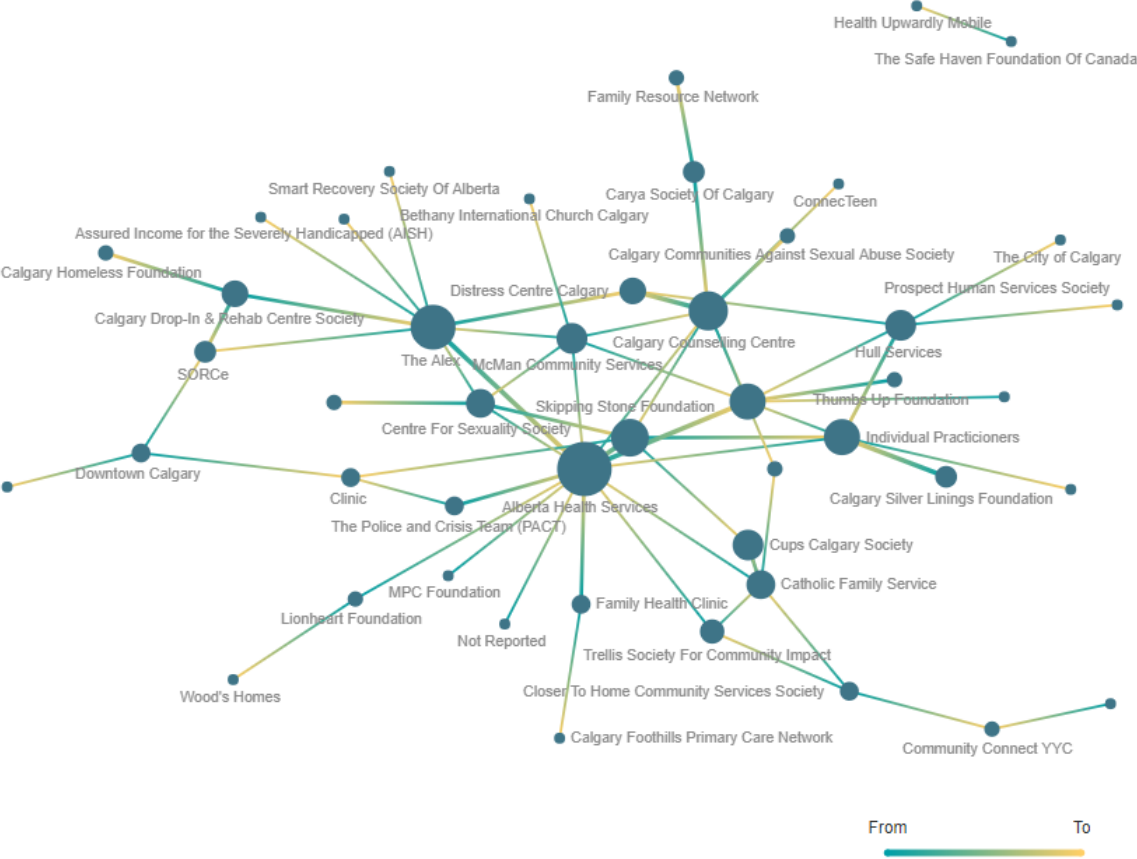 Health Upwardly Mobile
The Safe Haven Foundation Of Canada
Family Resource Network
Smart Recovery Society Of Alberta
Carya Society Of Calgary
ConnecTeen
Bethany International Church Calgary
Assured Income for the Severely Handicapped (AISH)
Calgary Communities Against Sexual Abuse Society
The City of Calgary
Calgary Homeless Foundation
Distress Centre Calgary
Prospect Human Services Society
Calgary Drop-In & Rehab Centre Society
Calgary Counselling Centre
Hull Services
The Alex
McMan Community Services
SORCe
Skipping Stone Foundation
Thumbs Up Foundation
Centre For Sexuality Society
Individual Practicioners
Downtown Calgary
Clinic
Calgary Silver Linings Foundation
Alberta Health Services
The Police and Crisis Team (PACT)
Cups Calgary Society
Catholic Family Service
MPC Foundation
Family Health Clinic
Lionheart Foundation
Not Reported
Trellis Society For Community Impact
Closer To Home Community Services Society
Wood's Homes
Calgary Foothills Primary Care Network
Community Connect YYC
From To